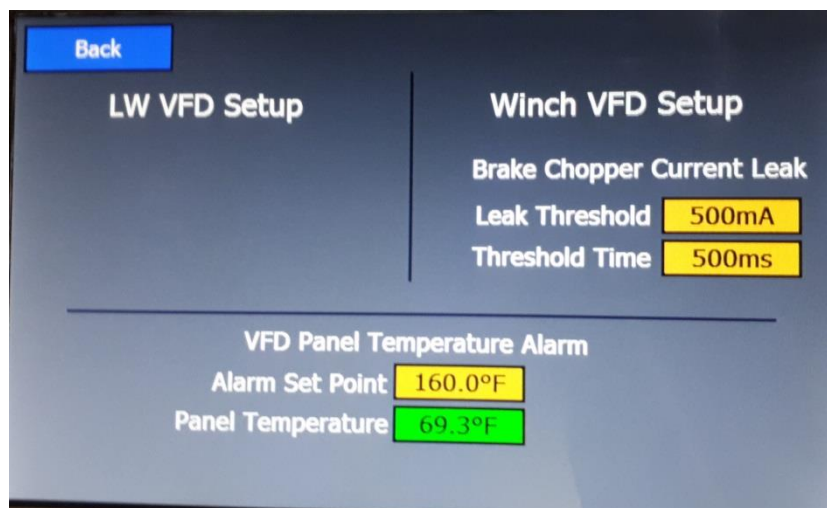 Back
LW VFD Setup
Winch VFD Setup
Brake Chopper Current Leak
Leak Threshold 500mA
Threshold Time 500ms
VFD Panel Temperature Alarm
Alarm Set Point 160.0°F
Panel Temperature 69.3°F